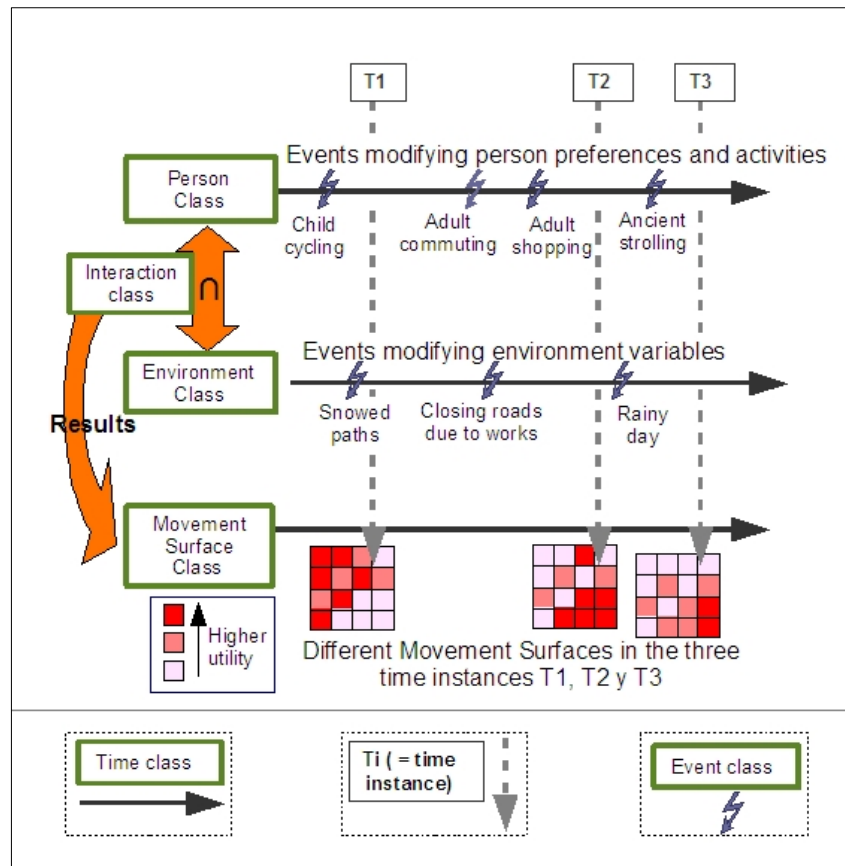 T1
T2
T3
Events modifying person preferences and activities
Person
Class
Child
cycling
Adult
commuting
Adult
shopping
Ancient
strolling
Interaction
class
∩
Events modifying environment variables
Environment
Class
Snowed
paths
Closing roads
due to works
Rainy
day
Results
Movement
Surface
Class
Higher
utility
Different Movement Surfaces in the three
time instances T1, T2 y T3
Time class
Ti ( = time
instance)
Event class